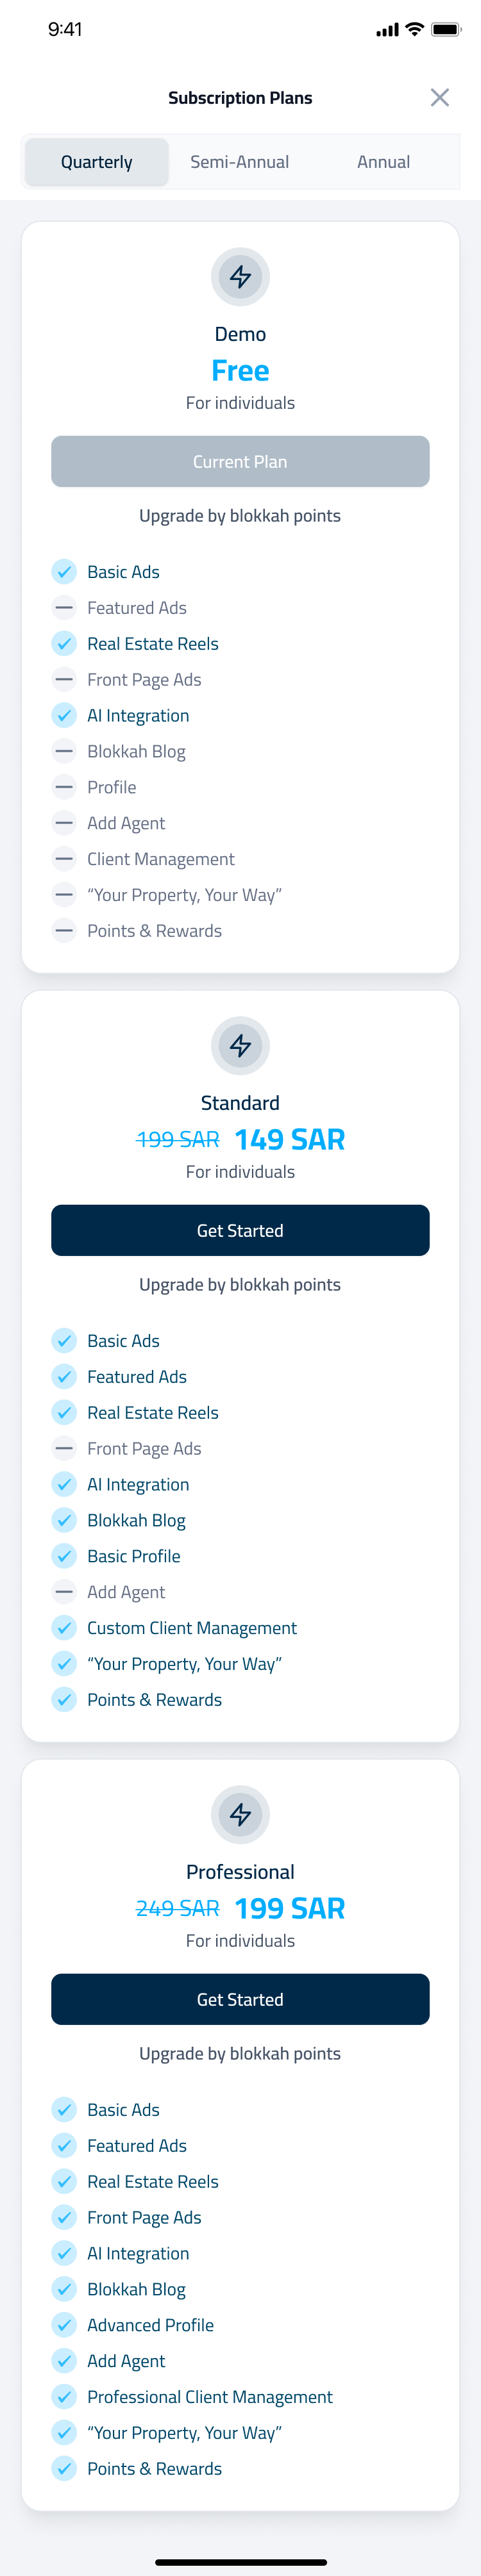 9:41
Subscription Plans
Quarterly Semi-Annual Annual
Demo
Free
For individuals
Current Plan
Upgrade by blokkah points
Basic Ads
Featured Ads
Real Estate Reels
Front Page Ads
AI Integration
Blokkah Blog
Profile
Add Agent
Client Management
“Your Property, Your Way”
Points & Rewards
Standard
199 SAR 149 SAR
For individuals
Get Started
Upgrade by blokkah points
Basic Ads
Featured Ads
Real Estate Reels
Front Page Ads
AI Integration
Blokkah Blog
Basic Profile
Add Agent
Custom Client Management
“Your Property, Your Way”
Points & Rewards
Professional
249 SAR 199 SAR
For individuals
Get Started
Upgrade by blokkah points
Basic Ads
Featured Ads
Real Estate Reels
Front Page Ads
AI Integration
Blokkah Blog
Advanced Profile
Add Agent
Professional Client Management
“Your Property, Your Way”
Points & Rewards